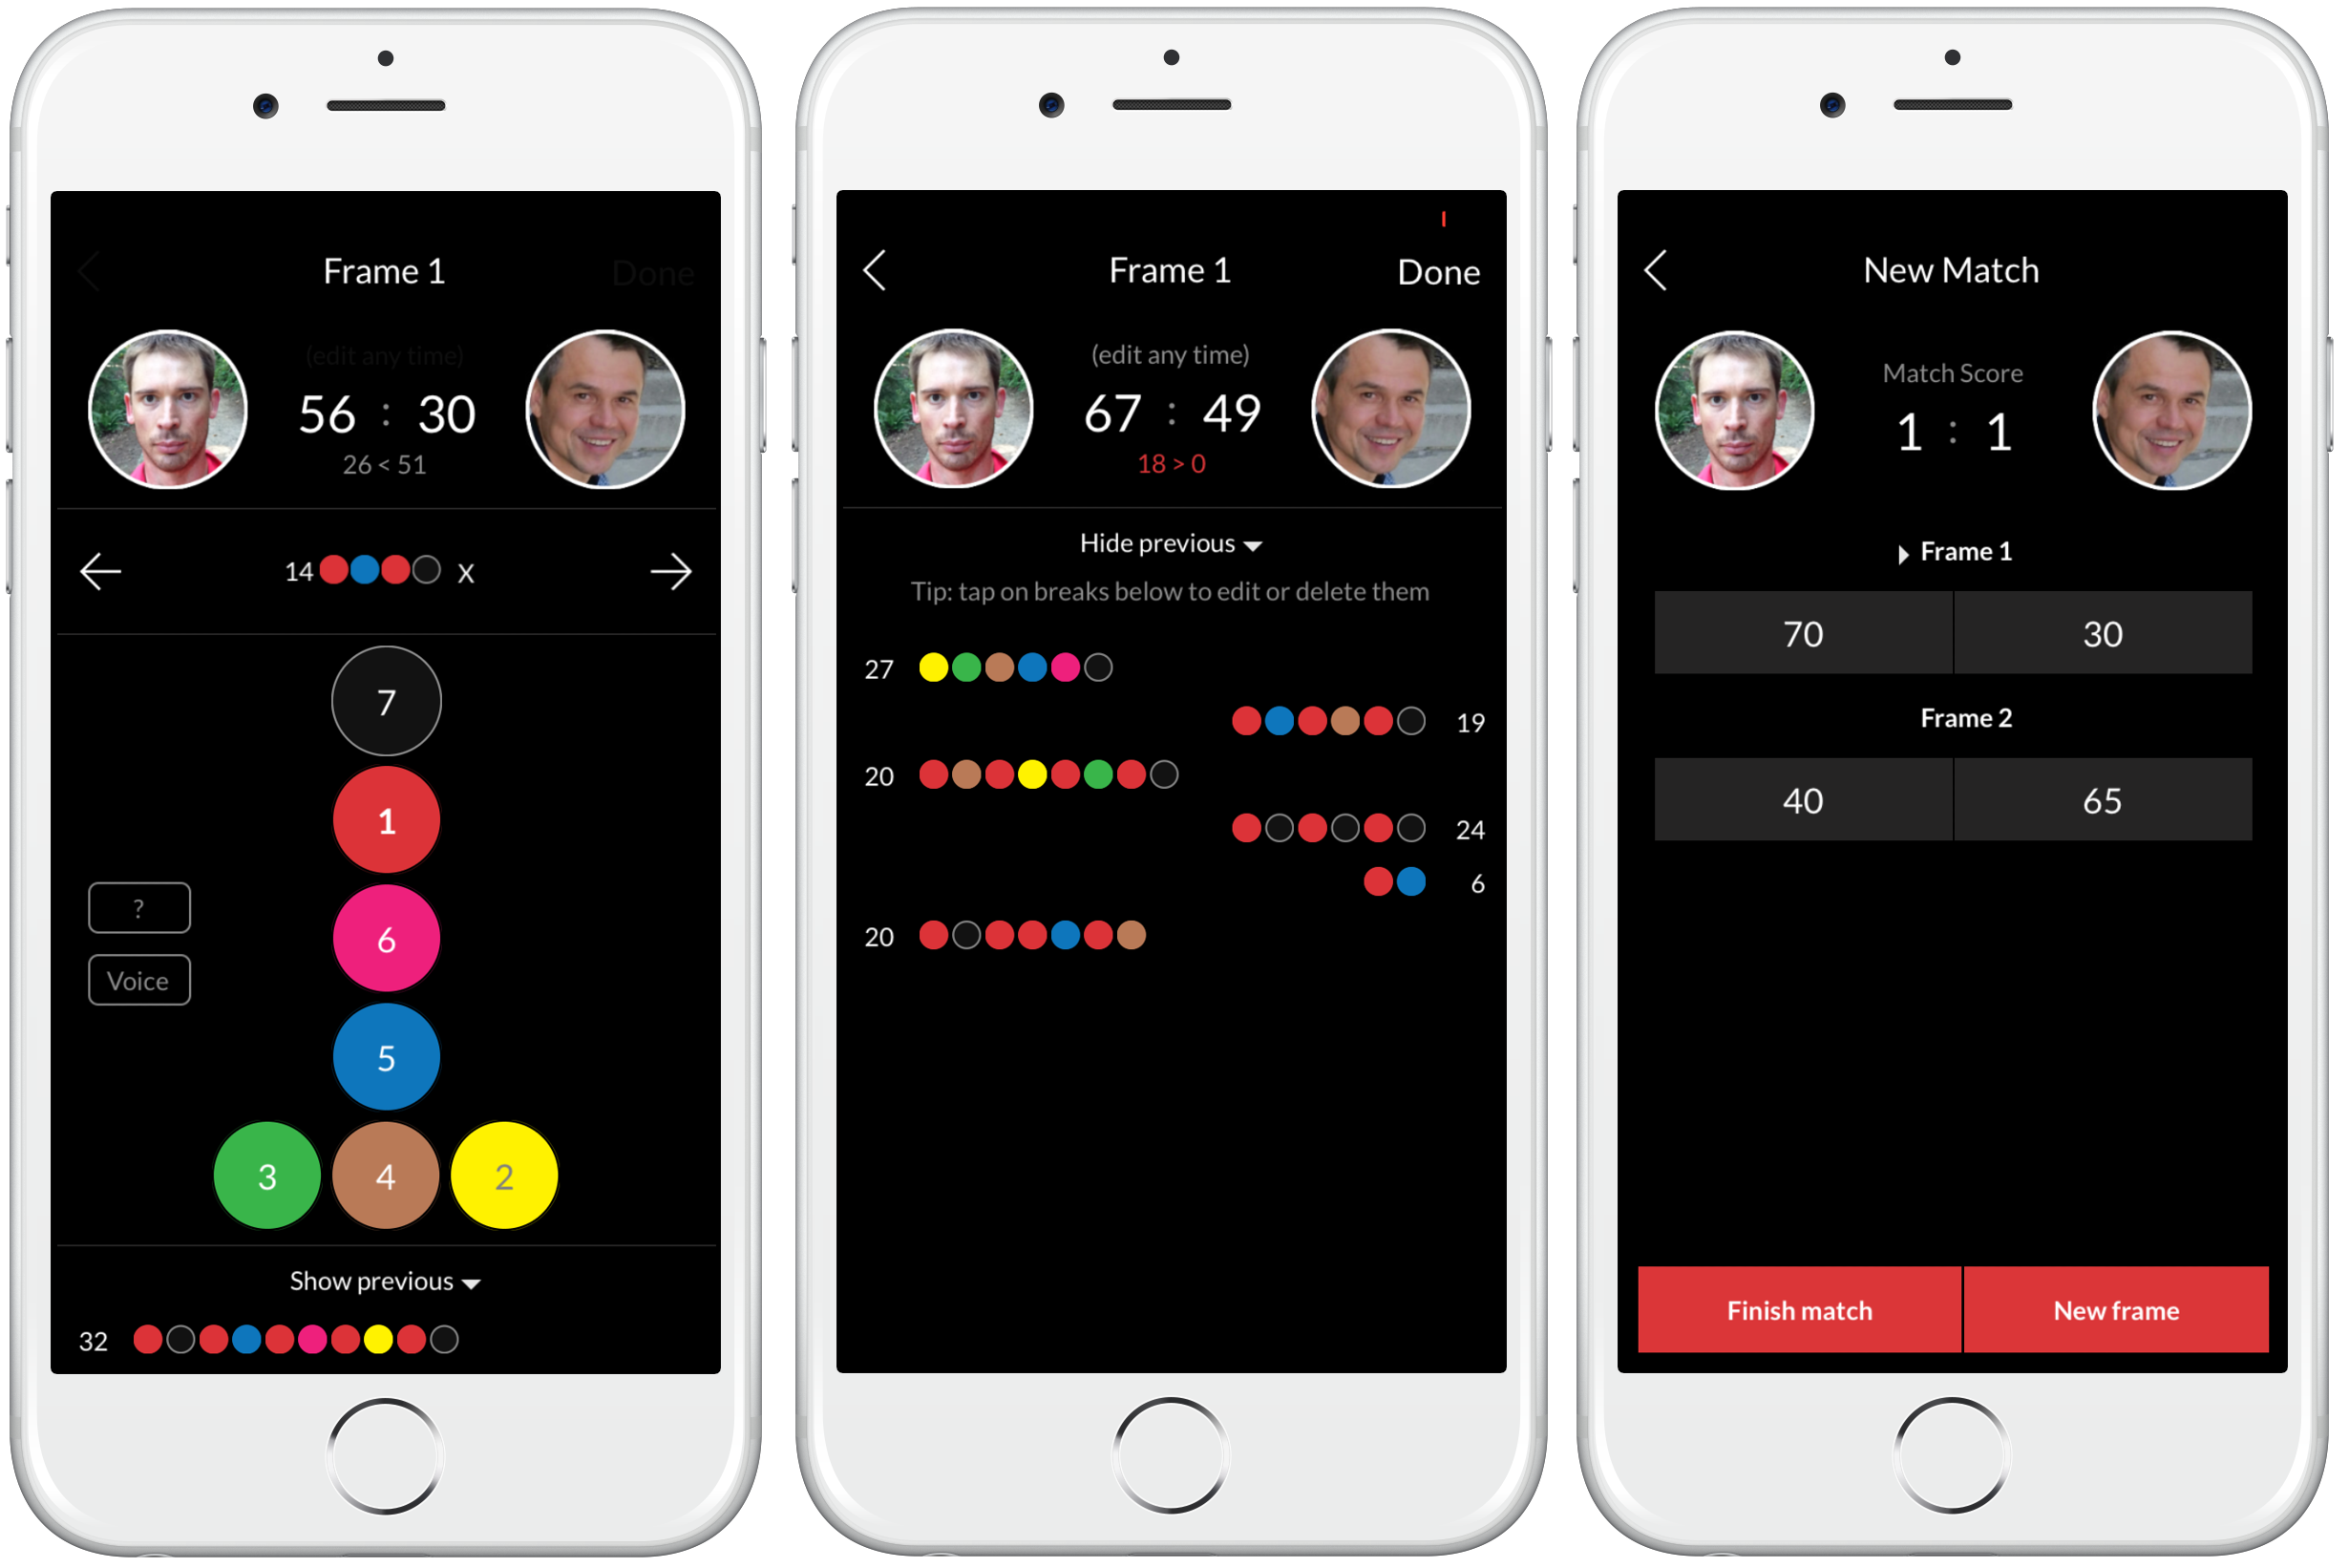 Frame 1
Done
(edit any time)
56 : 30
26 < 51
14 X
7
1
6
?
5
Voice
3 4 2
Show previous
32
Frame 1
Done
(edit any time)
67 : 49
18 > 0
Hide previous
Tip: tap on breaks below to edit or delete them
27
19
20
24
6
20
New Match
Match Score
1 : 1
Frame 1
70 30
Frame 2
40 65
Finish match New frame